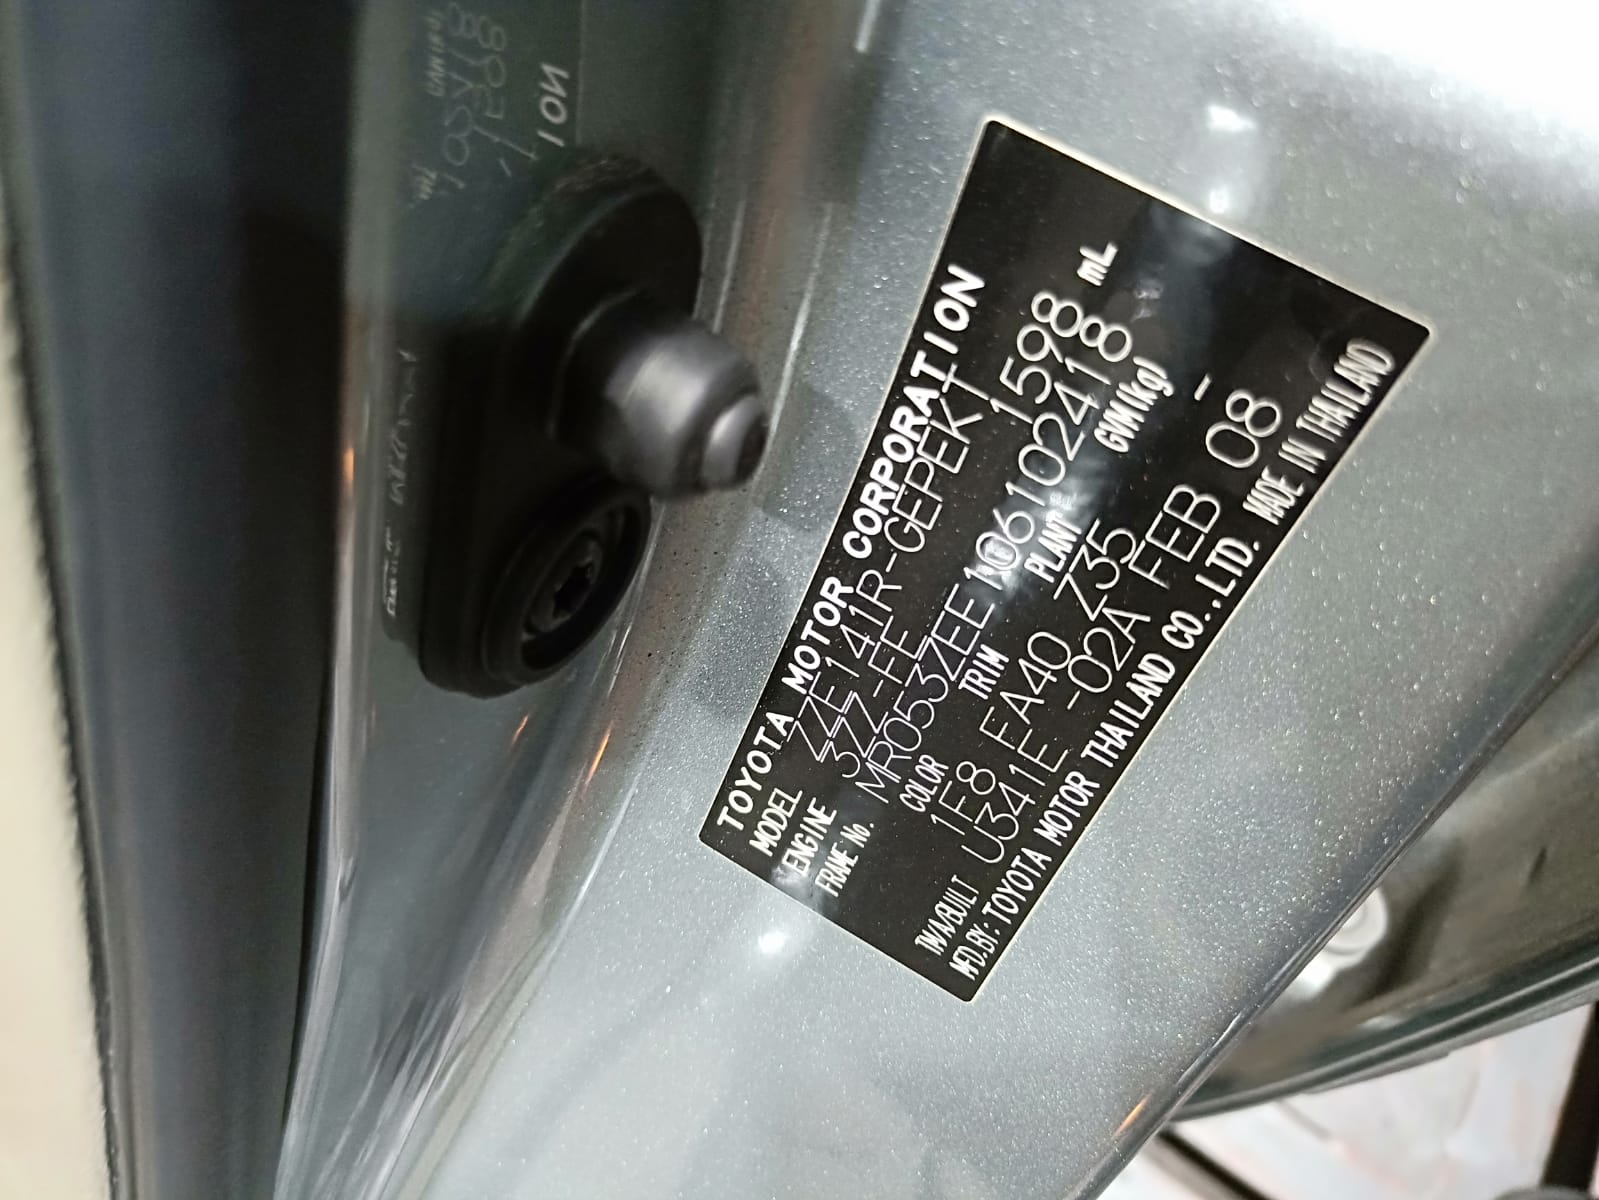 TOYOTA MOTOR CORPORATION
MODEL ZZE141R-GEPEKT
ENGINE 3ZZ-FE 1598 mL
FRAME No. MR053ZEE106102418
COLOR TRIM PLANT GVM(kg)
1F8 FA40 Z35 -
TM/A/BUILT U341E -02A FEB 08
MFD.BY: TOYOTA MOTOR THAILAND CO.,LTD. MADE IN THAILAND